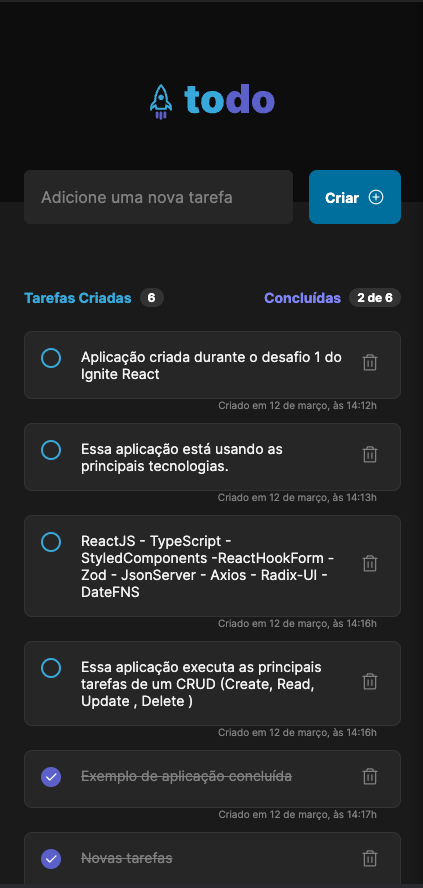 todo
Adicione uma nova tarefa
Criar
Tarefas Criadas 6
Concluídas 2 de 6
Aplicação criada durante o desafio 1 do
Ignite React
Criado em 12 de março, às 14:12h
Essa aplicação está usando as
principais tecnologias.
Criado em 12 de março, às 14:13h
ReactJS - TypeScript -
StyledComponents -ReactHookForm -
Zod - JsonServer - Axios - Radix-UI -
DateFNS
Criado em 12 de março, às 14:16h
Essa aplicação executa as principais
tarefas de um CRUD (Create, Read,
Update , Delete )
Criado em 12 de março, às 14:16h
Exemplo de aplicação concluída
Criado em 12 de março, às 14:17h
Novas tarefas